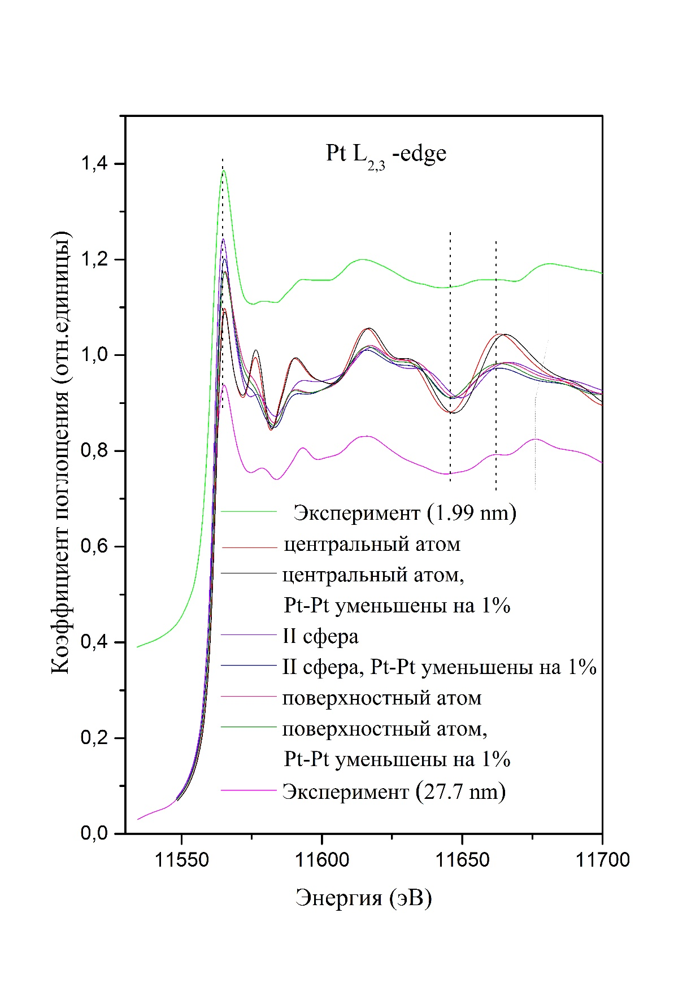 Pt L2,3 -edge
1,4
1,2
1,0
0,8
0,6
0,4
0,2
0,0
Коэффициент поглощения (отн.единицы)
Эксперимент (1.99 nm)
центральный атом
центральный атом,
Pt-Pt уменьшены на 1%
II сфера
II сфера, Pt-Pt уменьшены на 1%
поверхностный атом
поверхностный атом,
Pt-Pt уменьшены на 1%
Эксперимент (27.7 nm)
11550 11600 11650 11700
Энергия (эВ)